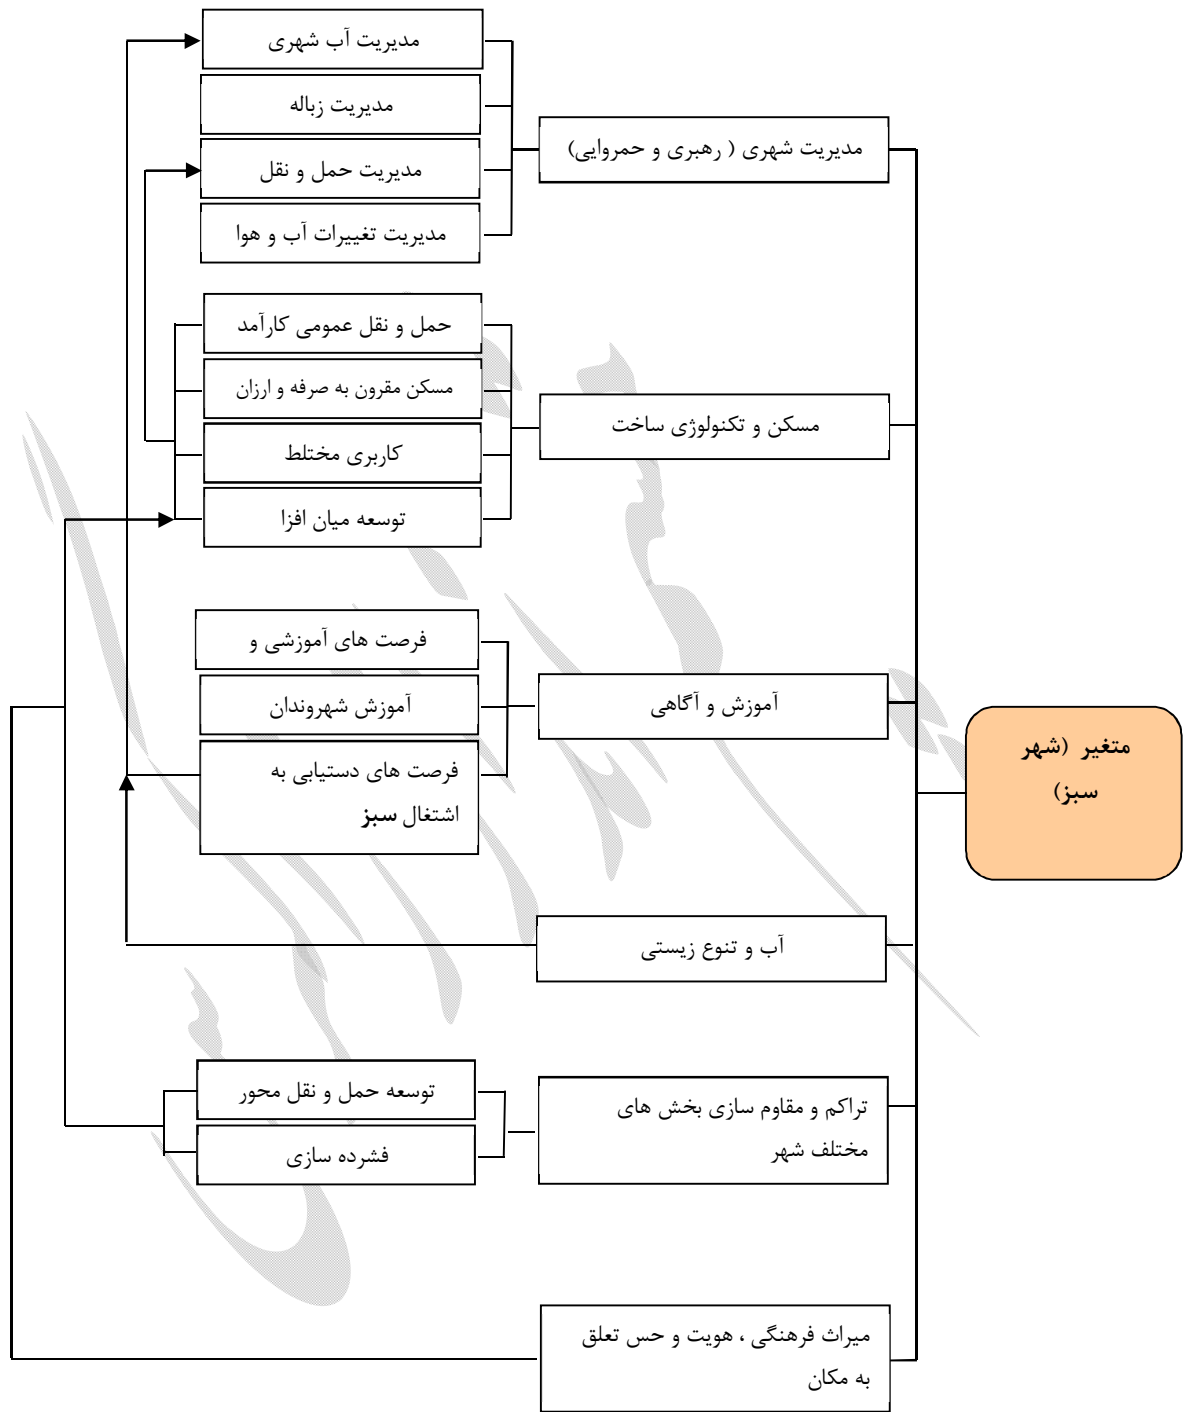 مدیریت آب شهری
مدیریت زباله
مدیریت حمل و نقل
مدیریت تغییرات آب و هوا
مدیریت شهری ( رهبری و حمروایی)
حمل و نقل عمومی کارآمد
مسکن مقرون به صرفه و ارزان
کاربری مختلط
توسعه میان افزا
مسکن و تکنولوژی ساخت
فرصت های آموزشی و
آموزش شهروندان
فرصت های دستیابی به
اشتغال سبز
آموزش و آگاهی
متغیر (شهر
سبز)
آب و تنوع زیستی
توسعه حمل و نقل محور
فشرده سازی
تراکم و مقاوم سازی بخش های
مختلف شهر
میراث فرهنگی ، هویت و حس تعلق
به مکان